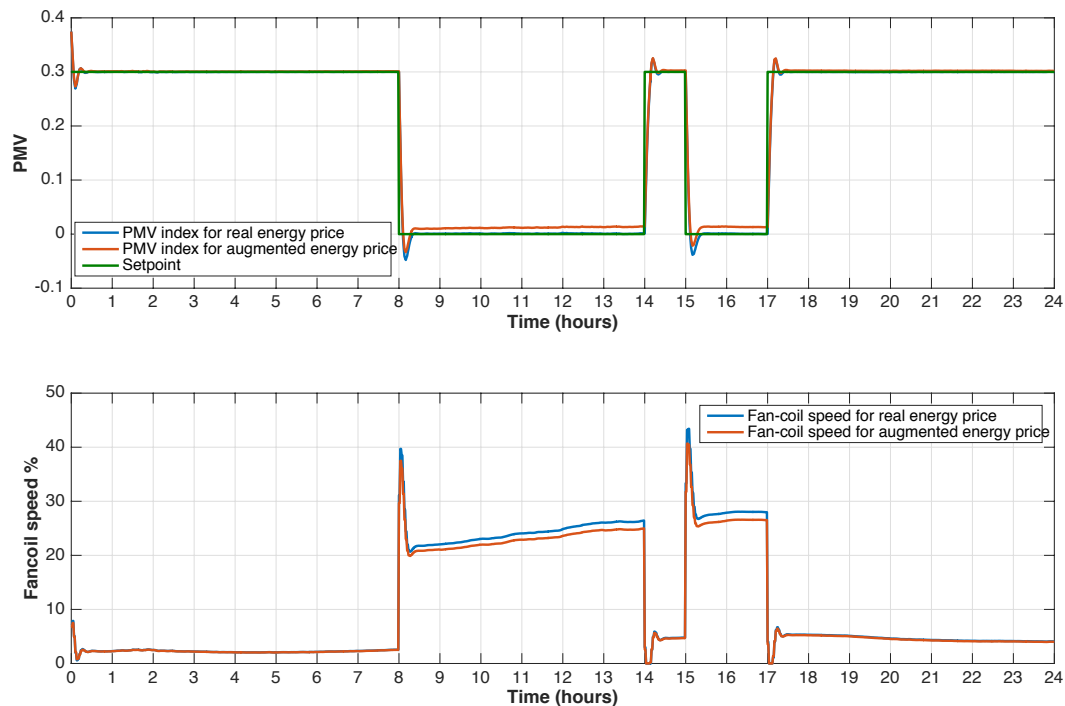 0.4
0.3
0.2
0.1
0
-0.1
PMV
PMV index for real energy price
PMV index for augmented energy price
Setpoint
0 1 2 3 4 5 6 7 8 9 10 11 12 13 14 15 16 17 18 19 20 21 22 23 24
Time (hours)
50
40
30
20
10
0
Fancoil speed %
Fan-coil speed for real energy price
Fan-coil speed for augmented energy price
0 1 2 3 4 5 6 7 8 9 10 11 12 13 14 15 16 17 18 19 20 21 22 23 24
Time (hours)